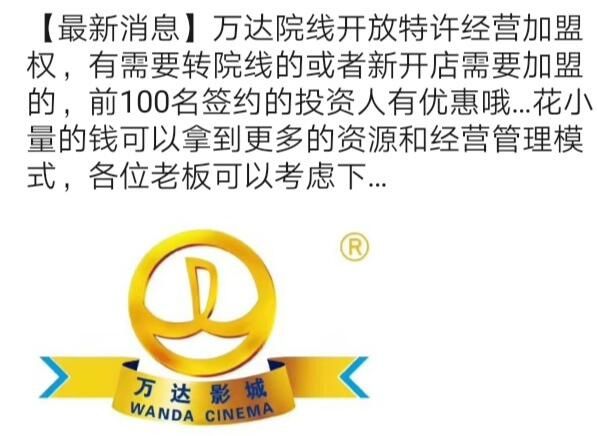 【最新消息】万达院线开放特许经营加盟
权，有需要转院线的或者新开店需要加盟
的，前100名签约的投资人有优惠哦…花小
量的钱可以拿到更多的资源和经营管理模
式，各位老板可以考虑下…
®
万达影城
WANDA CINEMA